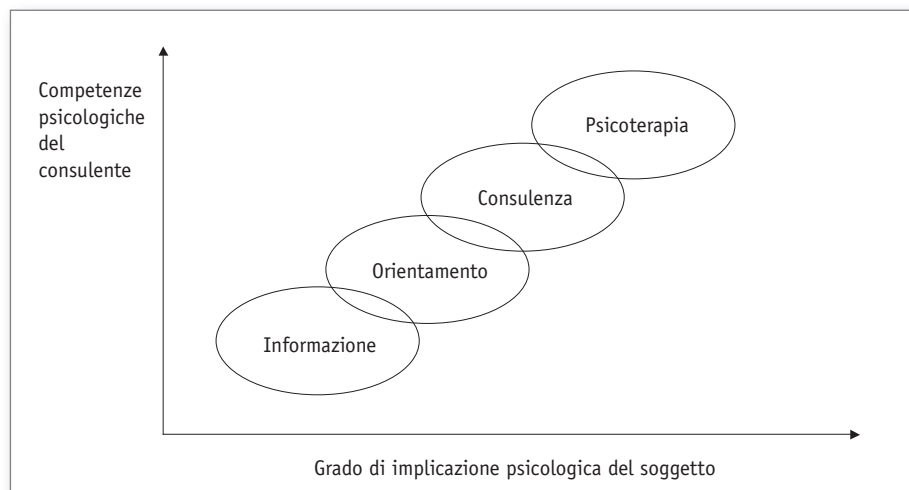 Competenze
psicologiche
del
consulente
Psicoterapia
Consulenza
Orientamento
Informazione
Grado di implicazione psicologica del soggetto